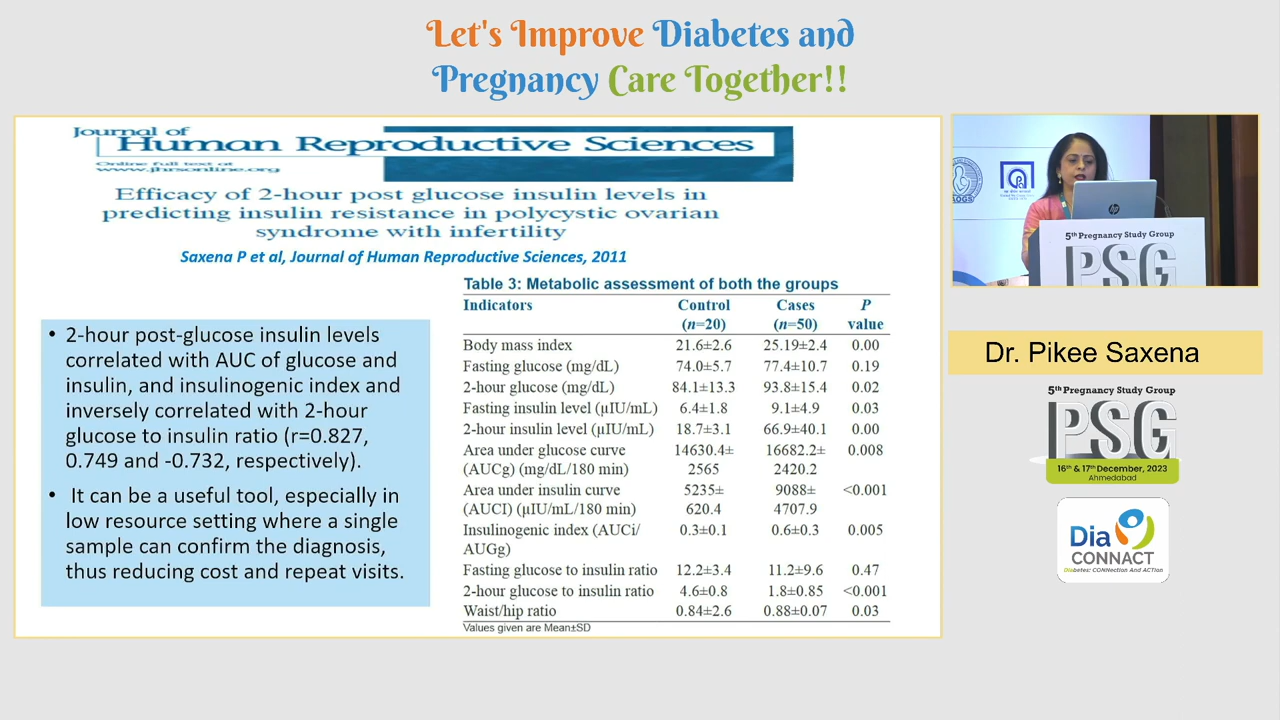 Let's Improve Diabetes and
Pregnancy Care Together!!
Journal of
Human Reproductive Sciences
Online full text at
www.jhrsonline.org
Efficacy of 2-hour post glucose insulin levels in
predicting insulin resistance in polycystic ovarian
syndrome with infertility
Saxena P et al, Journal of Human Reproductive Sciences, 2011
• 2-hour post-glucose insulin levels
correlated with AUC of glucose and
insulin, and insulinogenic index and
inversely correlated with 2-hour
glucose to insulin ratio (r=0.827,
0.749 and -0.732, respectively).
• It can be a useful tool, especially in
low resource setting where a single
sample can confirm the diagnosis,
thus reducing cost and repeat visits.
Table 3: Metabolic assessment of both the groups
Indicators Control Cases P
(n=20) (n=50) value
Body mass index 21.6±2.6 25.19±2.4 0.00
Fasting glucose (mg/dL) 74.0±5.7 77.4±10.7 0.19
2-hour glucose (mg/dL) 84.1±13.3 93.8±15.4 0.02
Fasting insulin level (µIU/mL) 6.4±1.8 9.1±4.9 0.03
2-hour insulin level (µIU/mL) 18.7±3.1 66.9±40.1 0.00
Area under glucose curve 14630.4± 16682.2± 0.008
(AUCg) (mg/dL/180 min) 2565 2420.2
Area under insulin curve 5235± 9088± <0.001
(AUCI) (µIU/mL/180 min) 620.4 4707.9
Insulinogenic index (AUCi/ 0.3±0.1 0.6±0.3 0.005
AUGg)
Fasting glucose to insulin ratio 12.2±3.4 11.2±9.6 0.47
2-hour glucose to insulin ratio 4.6±0.8 1.8±0.85 <0.001
Waist/hip ratio 0.84±2.6 0.88±0.07 0.03
Values given are Mean±SD
hp
5th Pregnancy Study Group
PSG
Dr. Pikee Saxena
5th Pregnancy Study Group
PSG
16th & 17th December, 2023
Ahmedabad
Dia
CONNACT
Diabetes: CONNection And ACTion